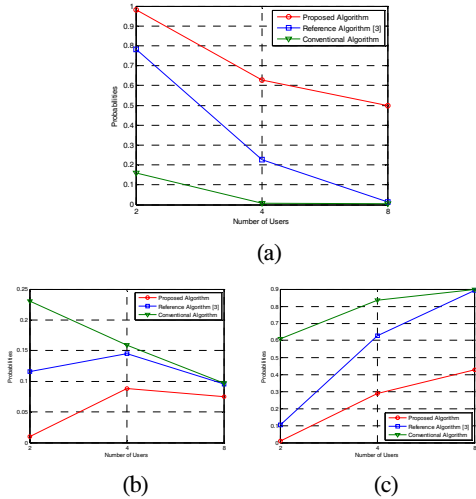 1
0.9
0.8
0.7
0.6
0.5
0.4
0.3
0.2
0.1
0
Probabilities
Proposed Algorithm
Reference Algorithm [3]
Conventional Algorithm
2 4 8
Number of Users
(a)
0.25
0.2
0.15
0.1
0.05
0
Probabilities
Proposed Algorithm
Reference Algorithm [3]
Conventional Algorithm
2 4 8
Number of Users
(b)
0.9
0.8
0.7
0.6
0.5
0.4
0.3
0.2
0.1
0
Probabilities
Proposed Algorithm
Reference Algorithm [3]
Conventional Algorithm
2 4 8
Number of Users
(c)